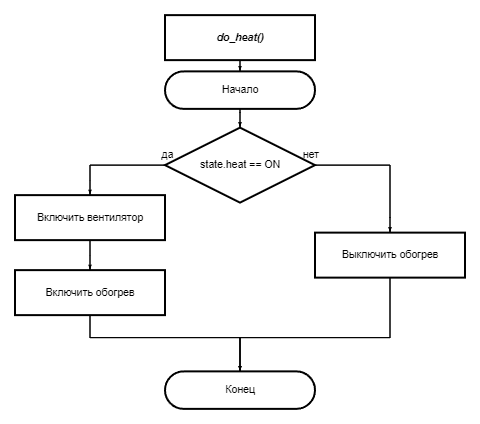 do_heat()
Начало
да
нет
state.heat == ON
Включить вентилятор
Выключить обогрев
Включить обогрев
Конец